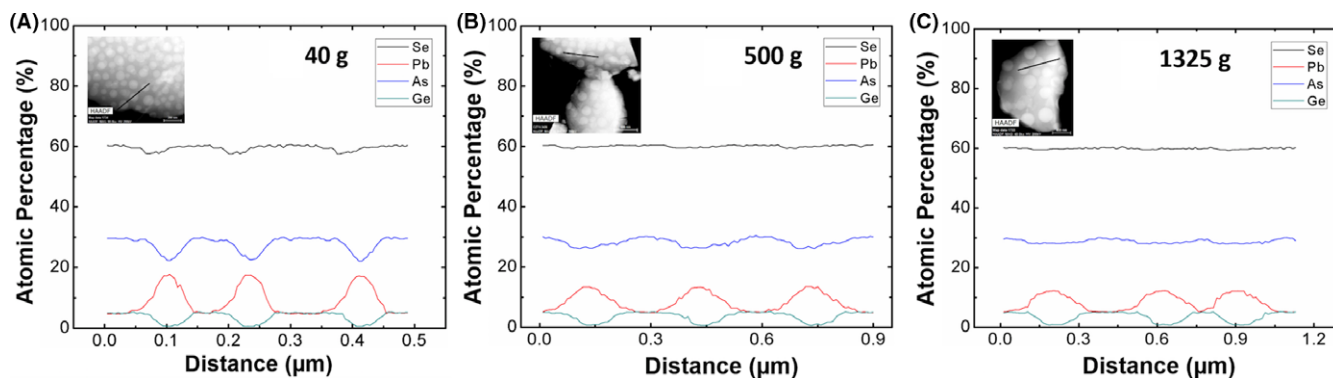 (A)
40 g
Se
Pb
As
Ge
HAADF
Atomic Percentage (%)
100
80
60
40
20
0
0.0 0.1 0.2 0.3 0.4 0.5
Distance (µm)
(B)
500 g
Se
Pb
As
Ge
HAADF
Atomic Percentage (%)
100
80
60
40
20
0
0.0 0.3 0.6 0.9
Distance (µm)
(C)
1325 g
Se
Pb
As
Ge
HAADF
Atomic Percentage (%)
100
80
60
40
20
0
0.0 0.3 0.6 0.9 1.2
Distance (µm)